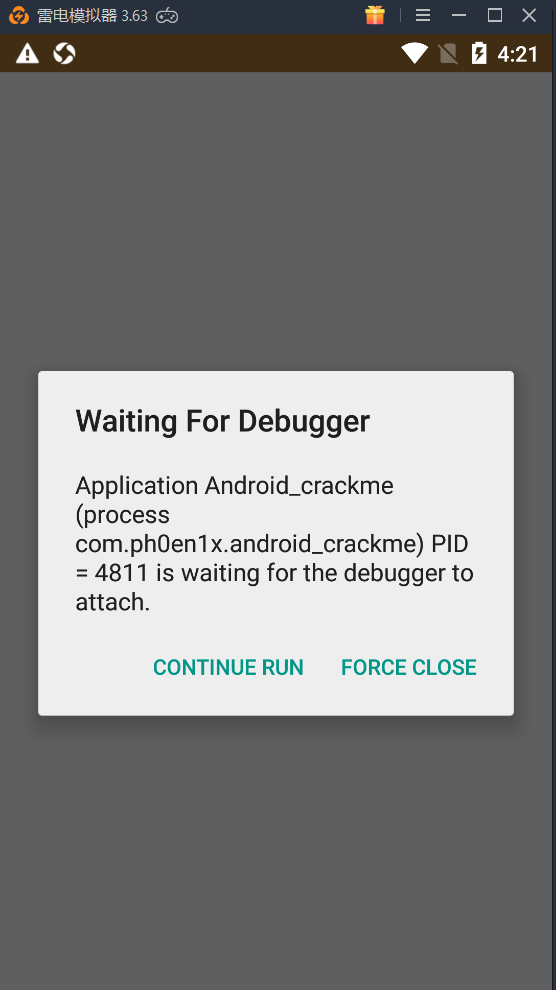 雷电模拟器 3.63
4:21
Waiting For Debugger
Application Android_crackme
(process
com.ph0en1x.android_crackme) PID
= 4811 is waiting for the debugger to
attach.
CONTINUE RUN FORCE CLOSE